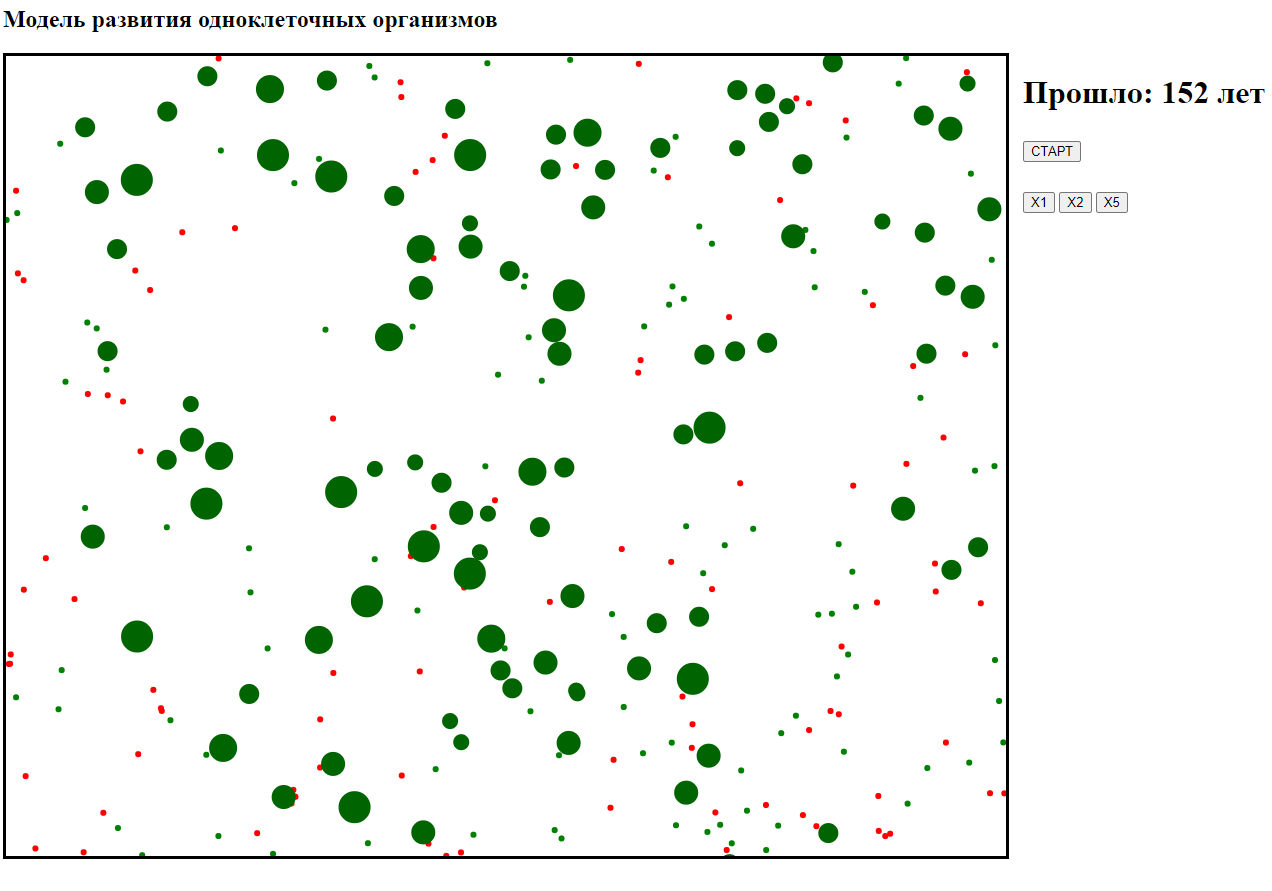 Модель развития одноклеточных организмов
Прошло: 152 лет
СТАРТ
X1 X2 X5